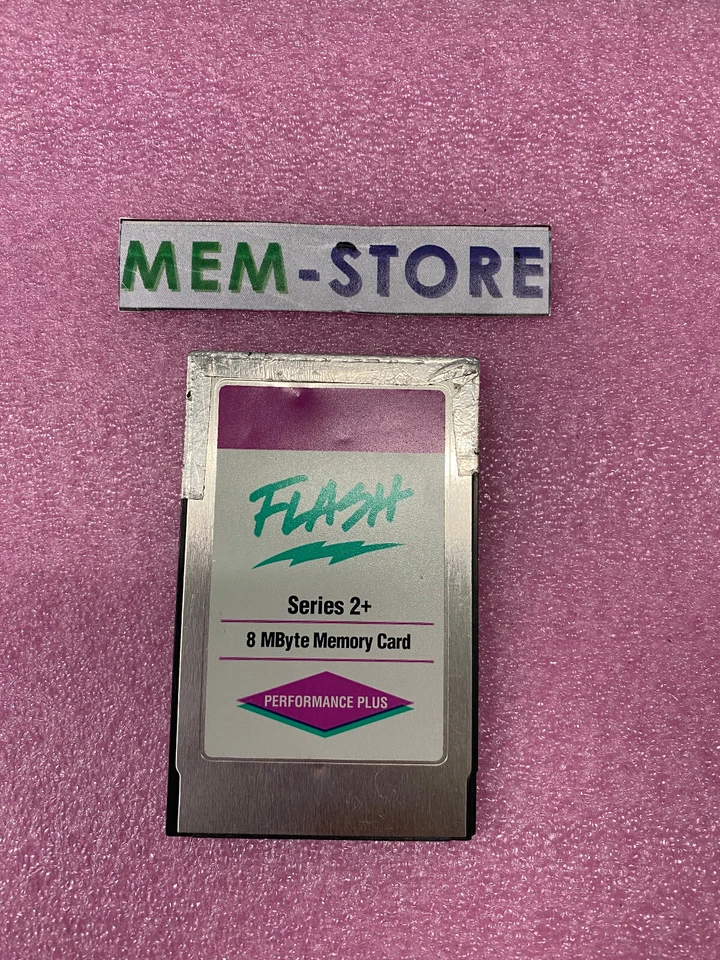 MEM-STORE
FLASH
Series 2+
8 MByte Memory Card
PERFORMANCE PLUS